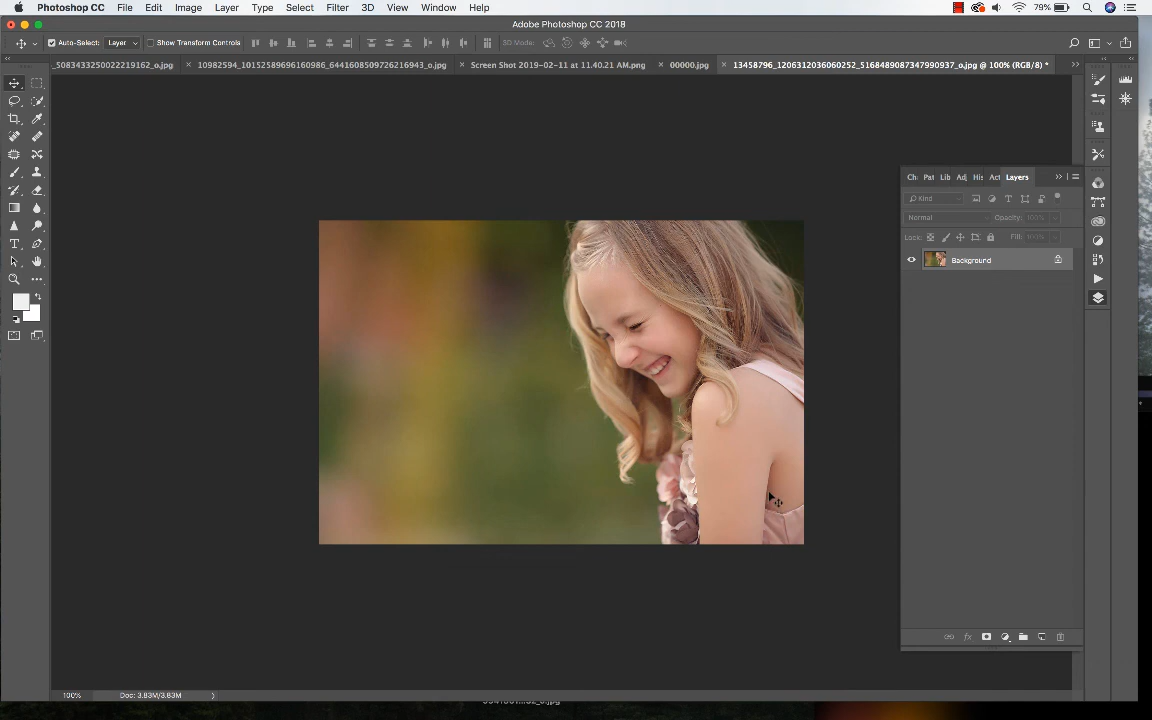 Photoshop CC File Edit Image Layer Type Select Filter 3D View Window Help 79%
Adobe Photoshop CC 2018
Auto-Select: Layer Show Transform Controls 3D Mode:
_5083433250022219162_o.jpg × 10982594_10152589696160986_6441608509726216943_o.jpg × Screen Shot 2019-02-11 at 11.40.21 AM.png × 00000.jpg × 13458796_1206312036060252_5168489087347990937_o.jpg @ 100% (RGB/8) *
Ch Pat Lib Adj His Act Layers
Kind
Normal Opacity: 100%
Lock: Fill: 100%
Background
100% Doc: 3.83M/3.83M